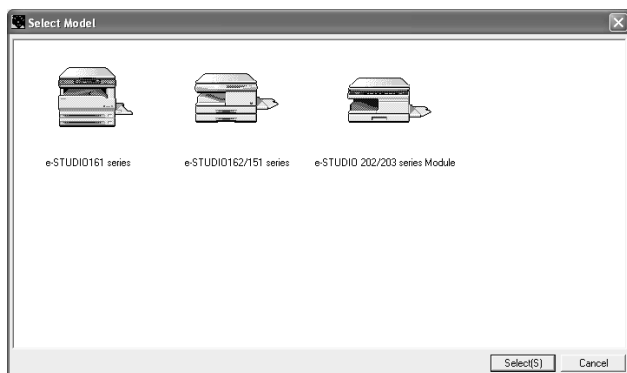 Select Model
e-STUDIO161 series
e-STUDIO162/151 series
e-STUDIO 202/203 series Module
Select(S)
Cancel